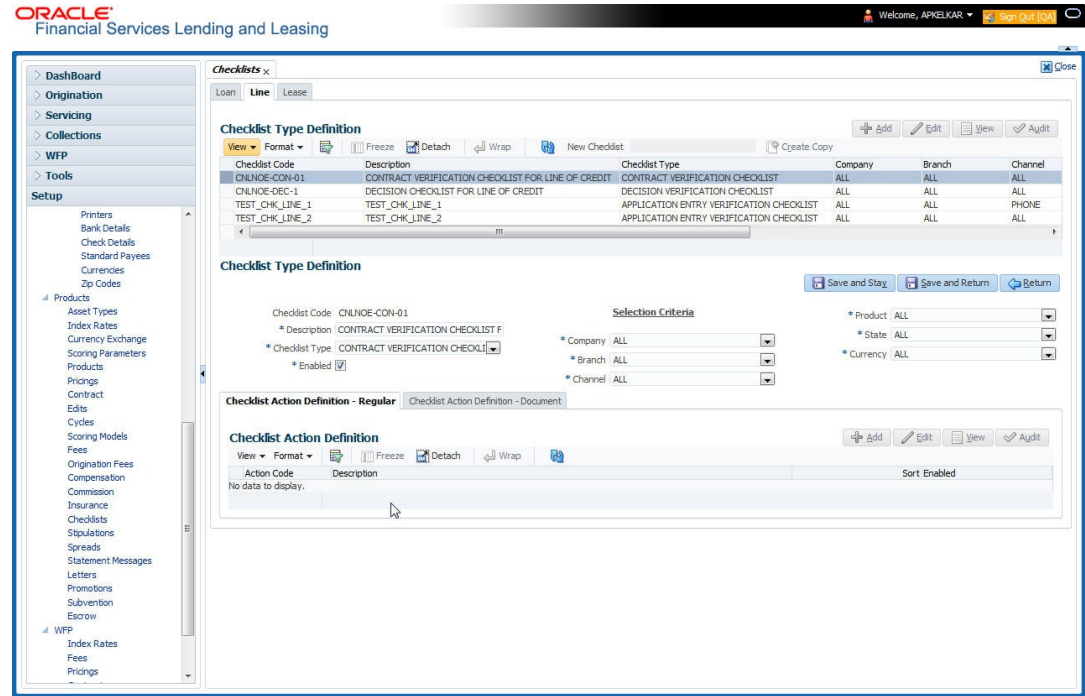 ORACLE
Financial Services Lending and Leasing
Welcome, APKELKAR
Sign Out [QA]
DashBoard
Origination
Servicing
Collections
WFP
Tools
Setup
Printers
Bank Details
Check Details
Standard Payees
Currencies
Zip Codes
Products
Asset Types
Index Rates
Currency Exchange
Scoring Parameters
Products
Pricings
Contract
Edits
Cycles
Scoring Models
Fees
Origination Fees
Compensation
Commission
Insurance
Checklists
Stipulations
Spreads
Statement Messages
Letters
Promotions
Subvention
Escrow
WFP
Index Rates
Fees
Pricings
Checklists x
Close
Loan Line Lease
Checklist Type Definition
Add Edit View Audit
View Format Freeze Detach Wrap New Checklist Create Copy
Checklist Code Description Checklist Type Company Branch Channel
CNLNOE-CON-01 CONTRACT VERIFICATION CHECKLIST FOR LINE OF CREDIT CONTRACT VERIFICATION CHECKLIST ALL ALL ALL
CNLNOE-DEC-1 DECISION CHECKLIST FOR LINE OF CREDIT DECISION VERIFICATION CHECKLIST ALL ALL ALL
TEST_CHK_LINE_1 TEST_CHK_LINE_1 APPLICATION ENTRY VERIFICATION CHECKLIST ALL ALL PHONE
TEST_CHK_LINE_2 TEST_CHK_LINE_2 APPLICATION ENTRY VERIFICATION CHECKLIST ALL ALL ALL
Checklist Type Definition
Save and Stay Save and Return Return
Checklist Code CNLNOE-CON-01
* Description CONTRACT VERIFICATION CHECKLIST F
* Checklist Type CONTRACT VERIFICATION CHECKLI
* Enabled
Selection Criteria
* Company ALL
* Branch ALL
* Channel ALL
* Product ALL
* State ALL
* Currency ALL
Checklist Action Definition - Regular Checklist Action Definition - Document
Checklist Action Definition
Add Edit View Audit
View Format Freeze Detach Wrap
Action Code Description Sort Enabled
No data to display.